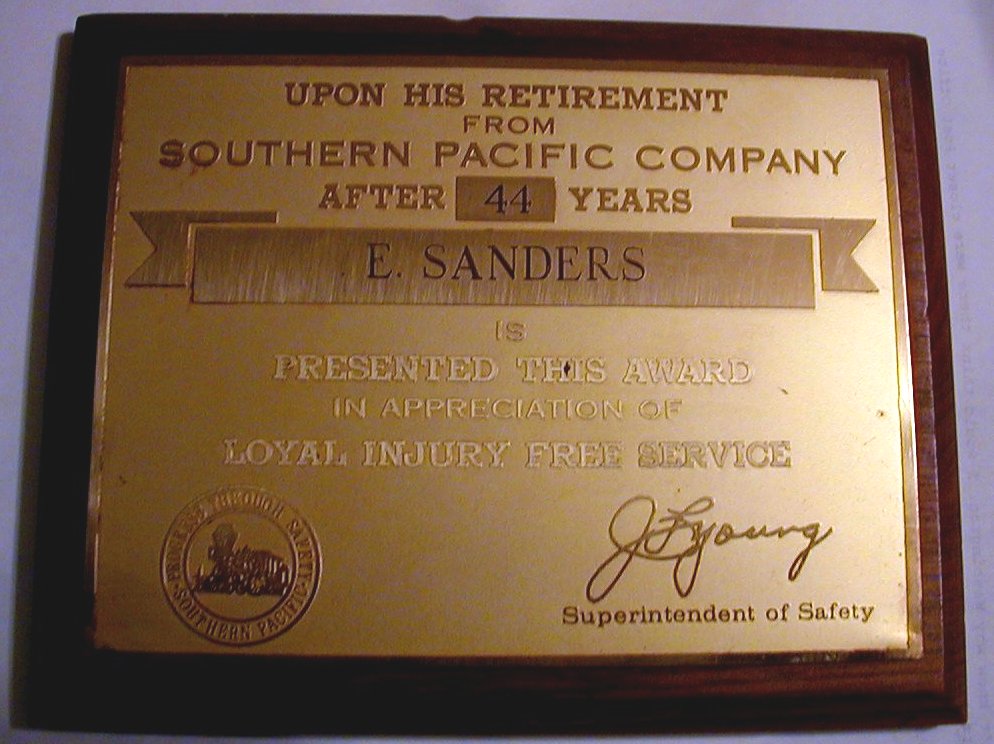 UPON HIS RETIREMENT
FROM
SOUTHERN PACIFIC COMPANY
AFTER 44 YEARS
E. SANDERS
IS
PRESENTED THIS AWARD
IN APPRECIATION OF
LOYAL INJURY FREE SERVICE
PROGRESS THROUGH SAFETY
SOUTHERN PACIFIC
J F Young
Superintendent of Safety